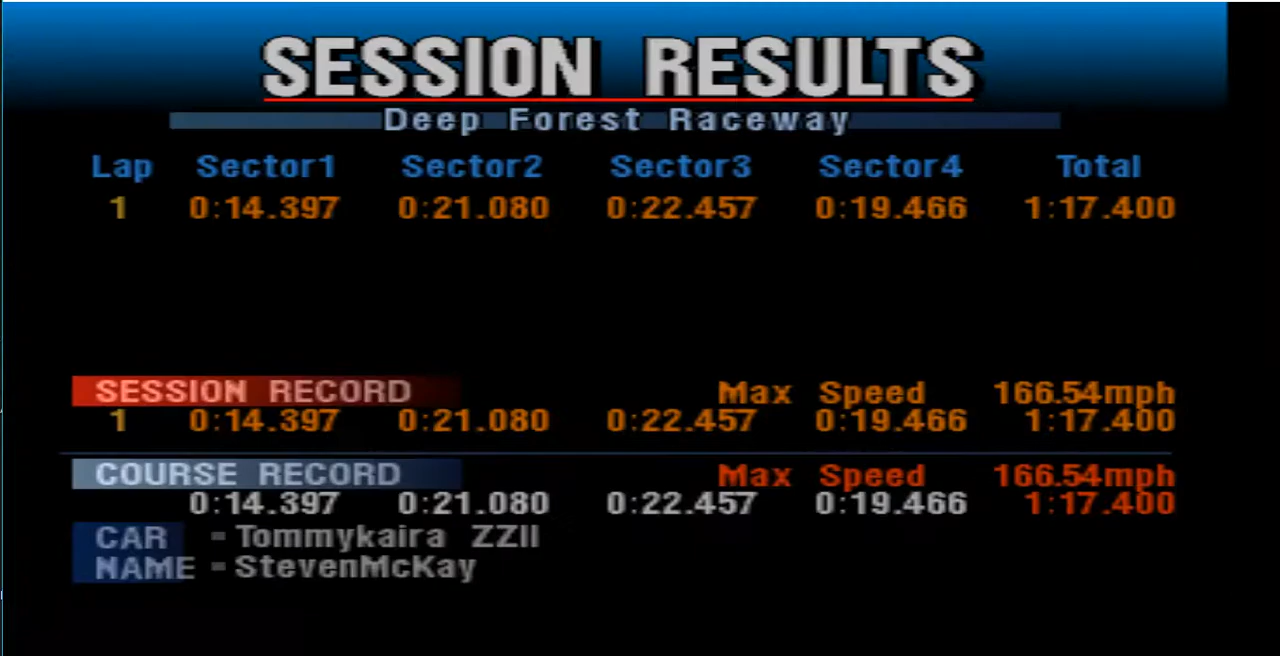 SESSION RESULTS
Deep Forest Raceway
Lap Sector1 Sector2 Sector3 Sector4 Total
1 0:14.397 0:21.080 0:22.457 0:19.466 1:17.400
SESSION RECORD Max Speed 166.54mph
1 0:14.397 0:21.080 0:22.457 0:19.466 1:17.400
COURSE RECORD Max Speed 166.54mph
0:14.397 0:21.080 0:22.457 0:19.466 1:17.400
CAR - Tommykaira ZZII
NAME - StevenMcKay